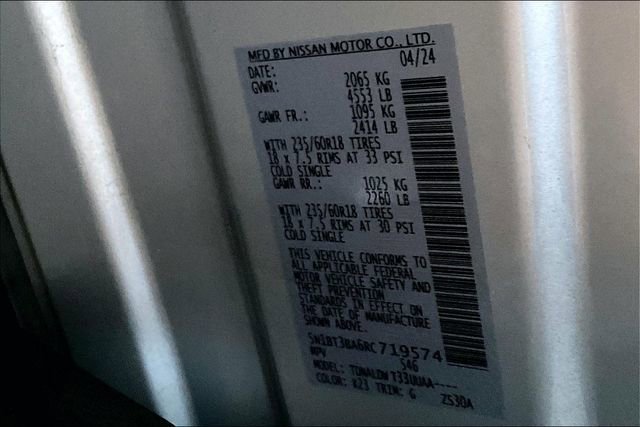 MFD BY NISSAN MOTOR CO., LTD.
DATE: 04/24
GVWR: 2065 KG
4553 LB
GAWR FR.: 1095 KG
2414 LB
WITH 235/60R18 TIRES
18 x 7.5 RIMS AT 33 PSI
COLD SINGLE
GAWR RR.: 1025 KG
2260 LB
WITH 235/60R18 TIRES
18 x 7.5 RIMS AT 30 PSI
COLD SINGLE
THIS VEHICLE CONFORMS TO
ALL APPLICABLE FEDERAL
MOTOR VEHICLE SAFETY AND
THEFT PREVENTION
STANDARDS IN EFFECT ON
THE DATE OF MANUFACTURE
SHOWN ABOVE.
5N1BT3BA6RC719574
MPV S46
MODEL: T33UUAA----
COLOR: TRIM: G ZS30A